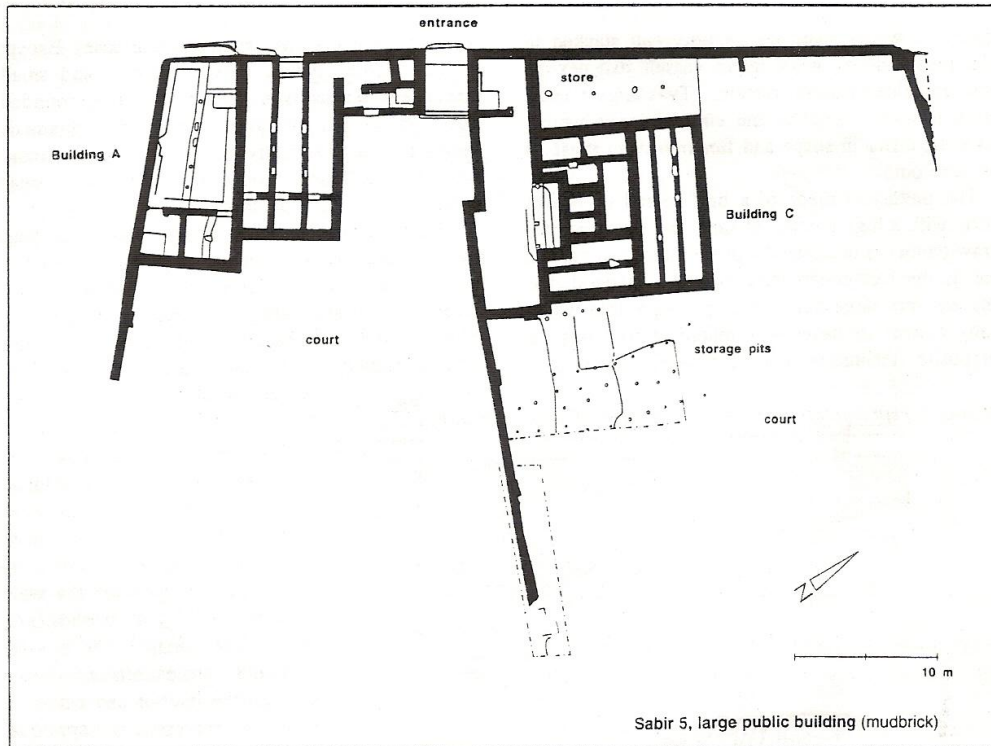 entrance
store
Building A
Building C
court
storage pits
court
N
10 m
Sabir 5, large public building (mudbrick)